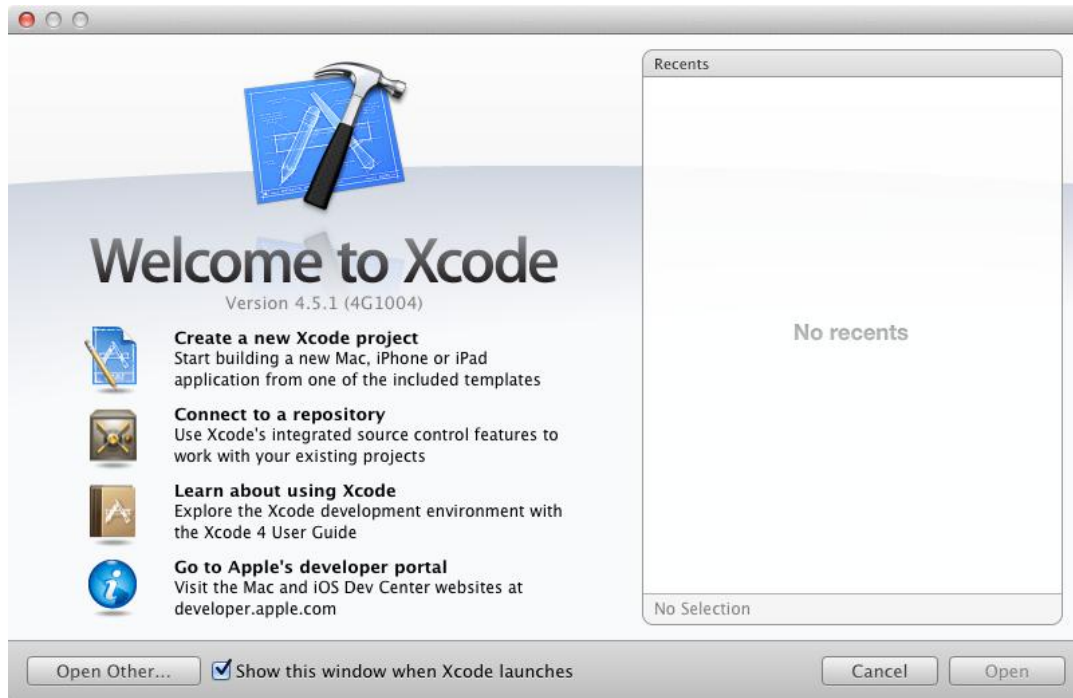 Recents
Welcome to Xcode
Version 4.5.1 (4G1004)
Create a new Xcode project
Start building a new Mac, iPhone or iPad
application from one of the included templates
Connect to a repository
Use Xcode's integrated source control features to
work with your existing projects
Learn about using Xcode
Explore the Xcode development environment with
the Xcode 4 User Guide
Go to Apple's developer portal
Visit the Mac and iOS Dev Center websites at
developer.apple.com
No recents
No Selection
Open Other...
Show this window when Xcode launches
Cancel
Open